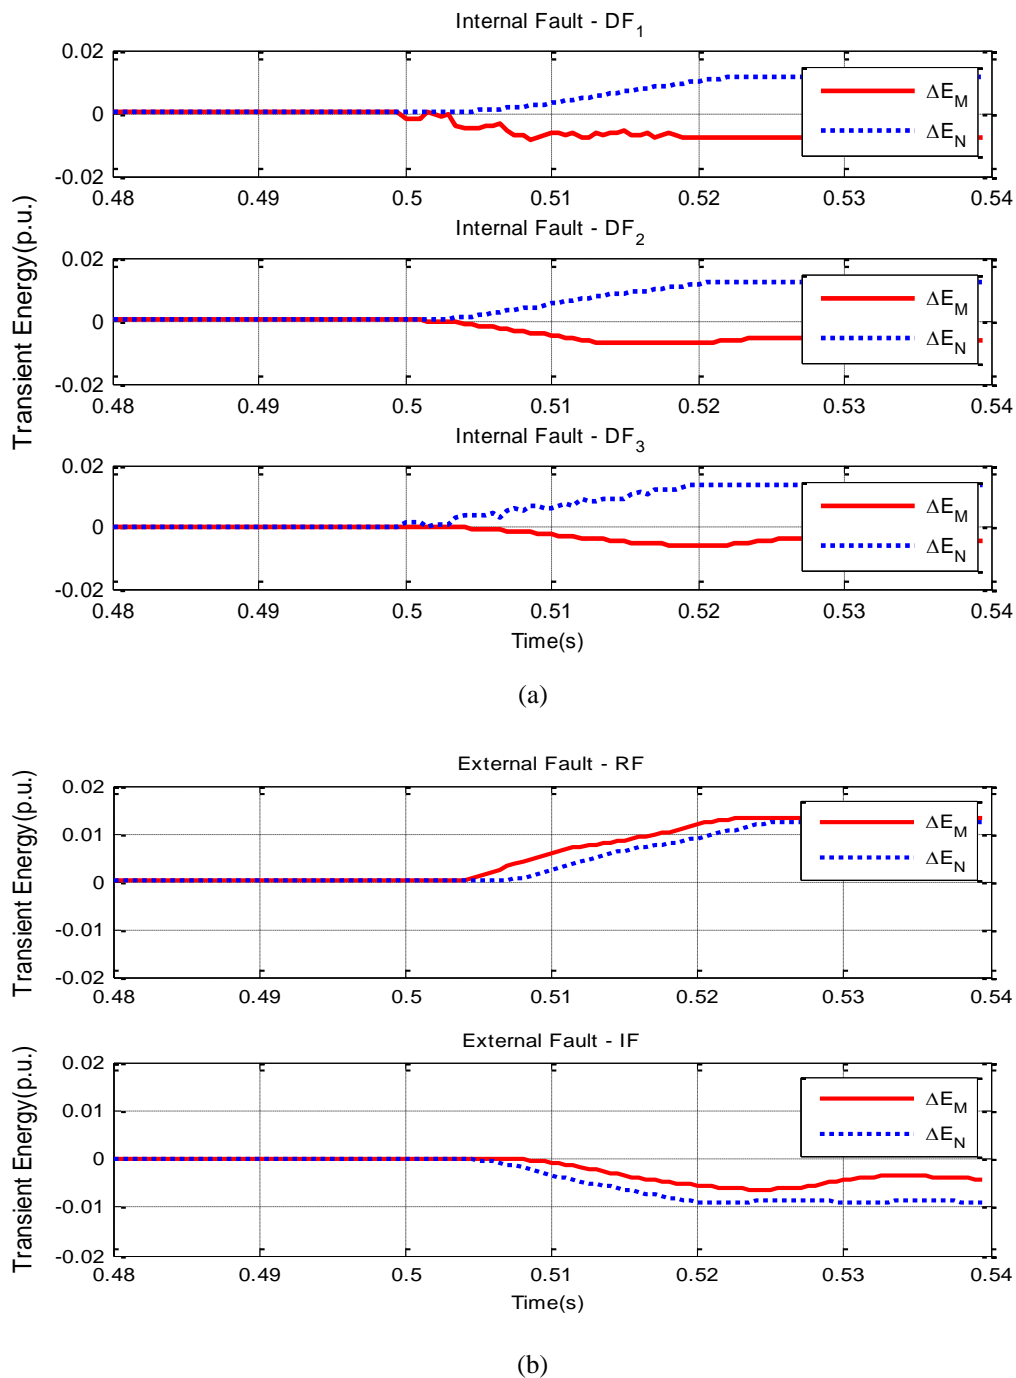 Internal Fault - DF1
Transient Energy(p.u.)
0.02
0
-0.02
0.48 0.49 0.5 0.51 0.52 0.53 0.54
ΔEM
ΔEN
Internal Fault - DF2
0.02
0
-0.02
0.48 0.49 0.5 0.51 0.52 0.53 0.54
ΔEM
ΔEN
Internal Fault - DF3
0.02
0
-0.02
0.48 0.49 0.5 0.51 0.52 0.53 0.54
ΔEM
ΔEN
Time(s)
(a)
External Fault - RF
Transient Energy(p.u.)
0.02
0.01
0
-0.01
-0.02
0.48 0.49 0.5 0.51 0.52 0.53 0.54
ΔEM
ΔEN
External Fault - IF
Transient Energy(p.u.)
0.02
0.01
0
-0.01
-0.02
0.48 0.49 0.5 0.51 0.52 0.53 0.54
ΔEM
ΔEN
Time(s)
(b)